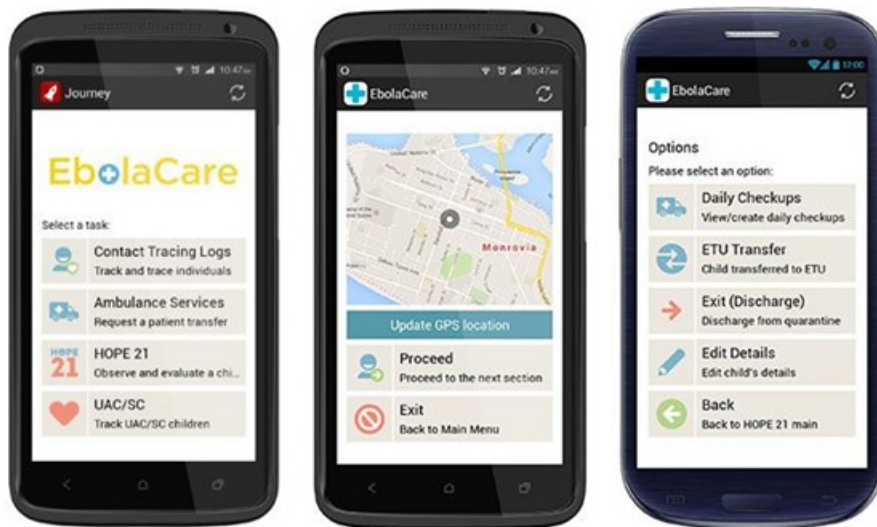 10:47AM
Journey
EbolaCare
Select a task:
Contact Tracing Logs
Track and trace individuals
Ambulance Services
Request a patient transfer
HOPE 21
HOPE
21
Observe and evaluate a chi...
UAC/SC
Track UAC/SC children
10:47AM
EbolaCare
Monrovia
Update GPS location
Proceed
Proceed to the next section
Exit
Back to Main Menu
12:00
EbolaCare
Options
Please select an option:
Daily Checkups
View/create daily checkups
ETU Transfer
Child transferred to ETU
Exit (Discharge)
Discharge from quarantine
Edit Details
Edit child's details
Back
Back to HOPE 21 main